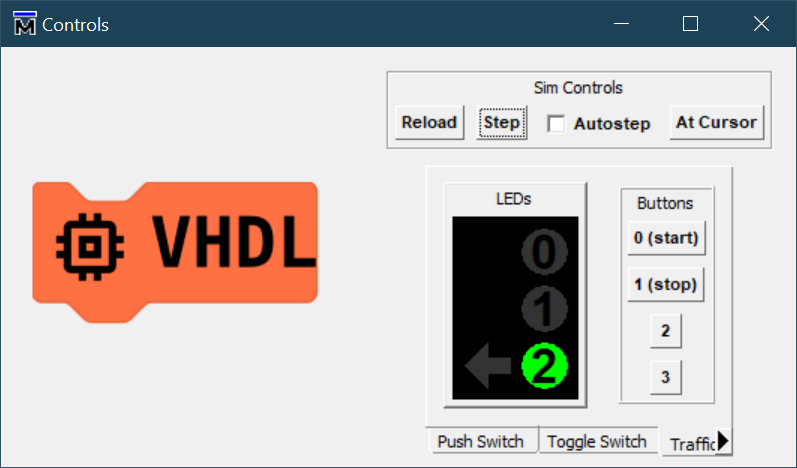 Controls
Sim Controls
Reload
Step
Autostep
At Cursor
VHDL
LEDs
0
1
2
Buttons
0 (start)
1 (stop)
2
3
Push Switch
Toggle Switch
Traffic